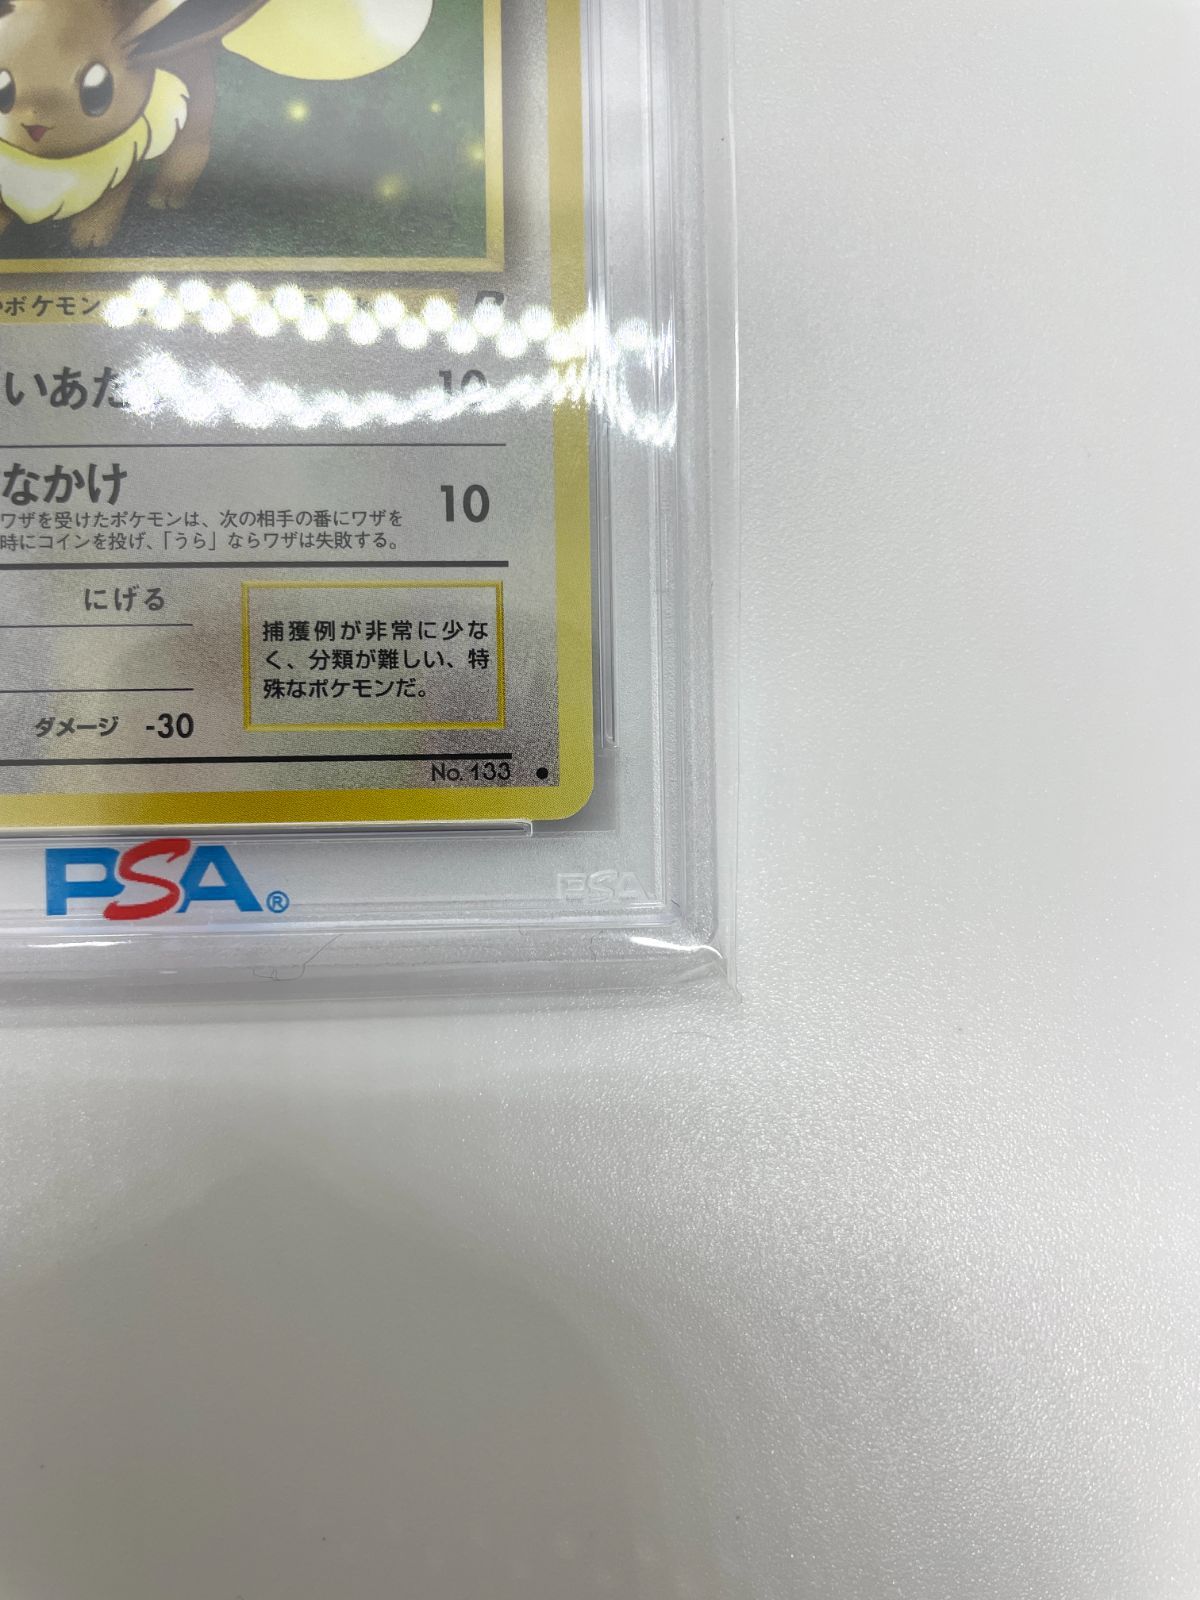 ポケモン
いあた
10
なかけ
10
ワザを受けたポケモンは、次の相手の番にワザを
時にコインを投げ、「うら」ならワザは失敗する。
にげる
捕獲例が非常に少な
く、分類が難しい、特
殊なポケモンだ。
ダメージ -30
No. 133 ●
PSA®
PSA